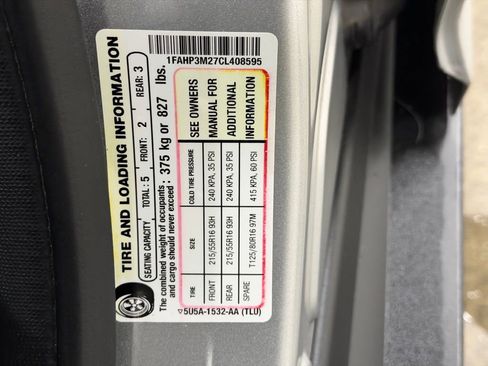 1FAHP3M27CL408595
TIRE AND LOADING INFORMATION
SEATING CAPACITY TOTAL : 5 FRONT: 2 REAR: 3
The combined weight of occupants : 375 kg or 827 lbs.
and cargo should never exceed :
TIRE SIZE COLD TIRE PRESSURE SEE OWNERS
FRONT 215/55R16 93H 240 KPA, 35 PSI MANUAL FOR
REAR 215/55R16 93H 240 KPA, 35 PSI ADDITIONAL
SPARE T125/80R16 97M 415 KPA, 60 PSI INFORMATION
5U5A-1532-AA (TLU)